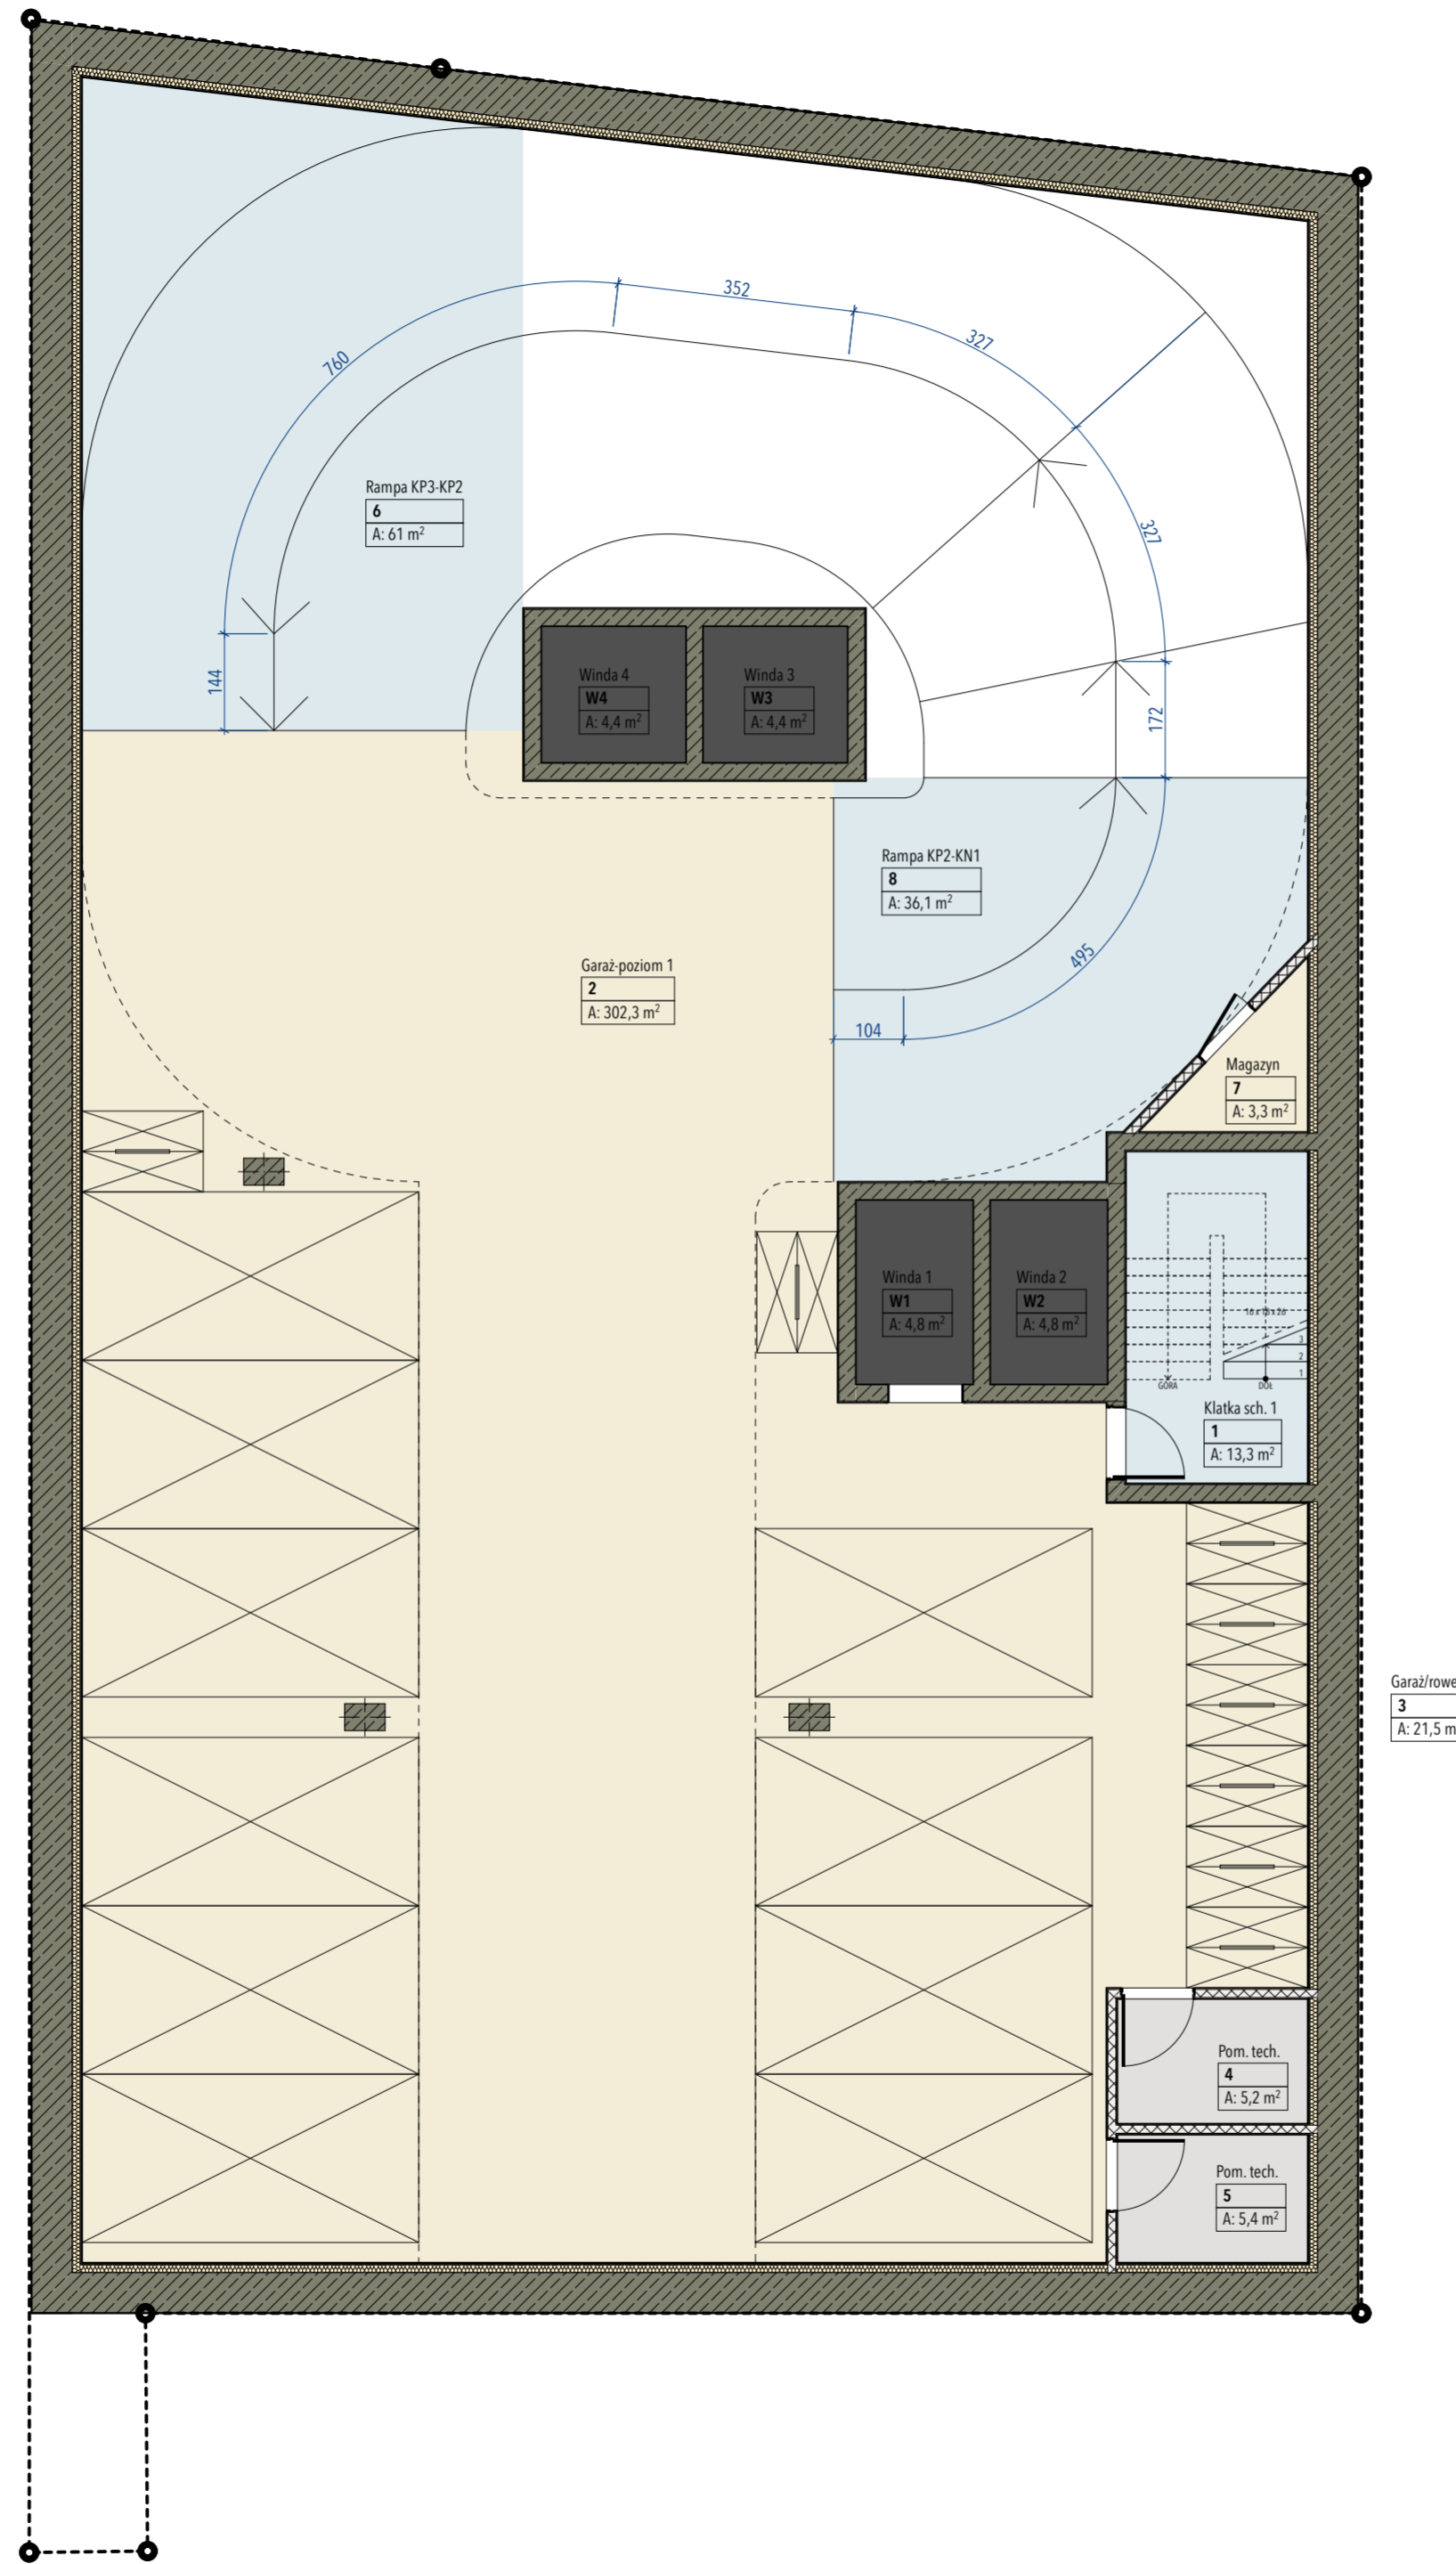 352
327
760
327
Rampa KP3-KP2
6
A: 61 m²
144
Winda 4
W4
A: 4,4 m²
Winda 3
W3
A: 4,4 m²
172
Rampa KP2-KN1
8
A: 36,1 m²
495
104
Garaż-poziom 1
2
A: 302,3 m²
Magazyn
7
A: 3,3 m²
Winda 1
W1
A: 4,8 m²
Winda 2
W2
A: 4,8 m²
3
2
1
GÓRA
DÓŁ
Klatka sch. 1
1
A: 13,3 m²
Garaż/rowe
3
A: 21,5 m
Pom. tech.
4
A: 5,2 m²
Pom. tech.
5
A: 5,4 m²